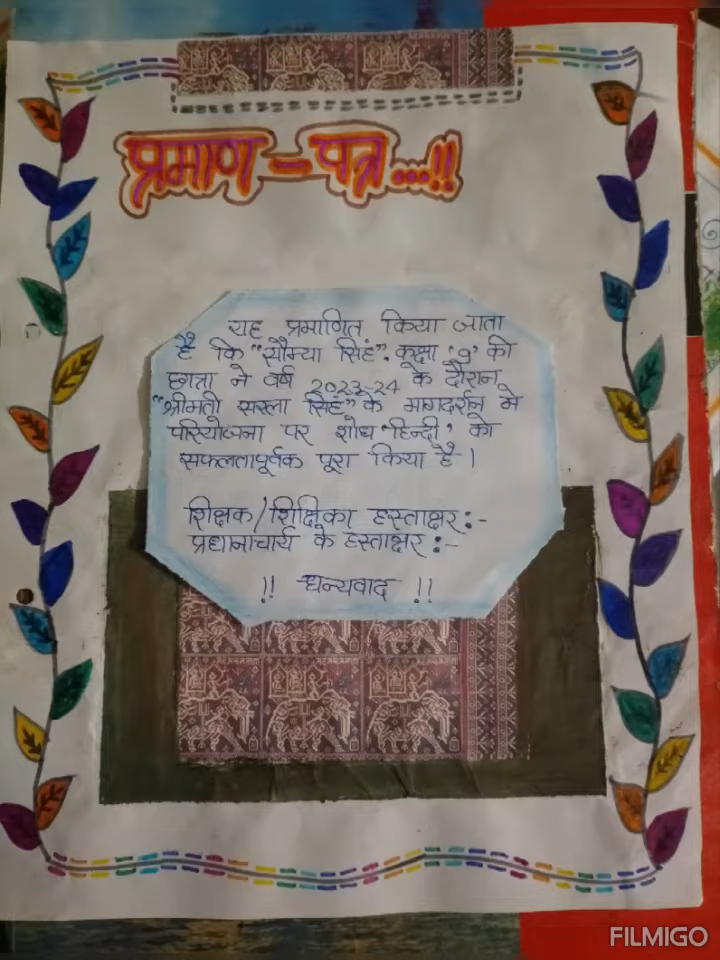 प्रमाण-पत्र...!!
यह प्रमाणित किया जाता
है कि "सौम्या सिहं". कक्षा '9' की
छात्रा ने वर्ष 2023-24 के दौरान
"श्रीमती सरला सिहं" के मागदर्शन मे
परियोजना पर शोध 'हिन्दी' को
सफलतापूर्वक पूरा किया है।
शिक्षक/शिक्षिका हस्ताक्षर:-
प्रधानाचार्य के हस्ताक्षर:-
!! धन्यवाद !!
FILMIGO